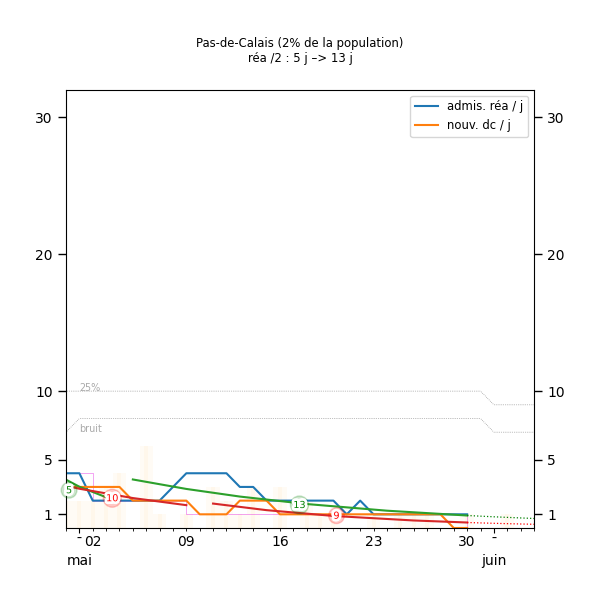 Pas-de-Calais (2% de la population)
réa /2 : 5 j –> 13 j
admis. réa / j
nouv. dc / j
30 30
20 20
10 10
25%
bruit
5 5
5 10 13 9
1 1
- 02 09 16 23 30 -
mai juin